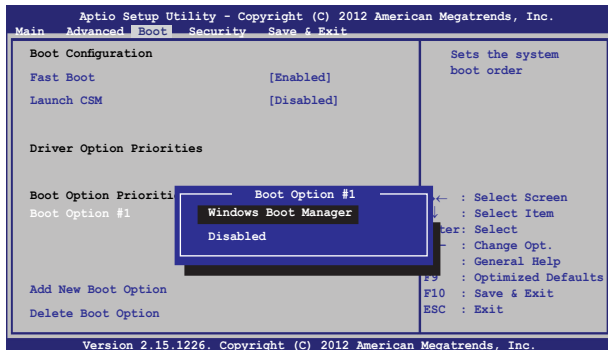 Aptio Setup Utility - Copyright (C) 2012 American Megatrends, Inc.
Main Advanced Boot Security Save & Exit
Boot Configuration
Fast Boot [Enabled]
Launch CSM [Disabled]
Driver Option Priorities
Boot Option Prioriti
Boot Option #1
Boot Option #1
Windows Boot Manager
Disabled
Add New Boot Option
Delete Boot Option
Sets the system
boot order
← : Select Screen
↓ : Select Item
ter: Select
: Change Opt.
: General Help
F9 : Optimized Defaults
F10 : Save & Exit
ESC : Exit
Version 2.15.1226. Copyright (C) 2012 American Megatrends, Inc.